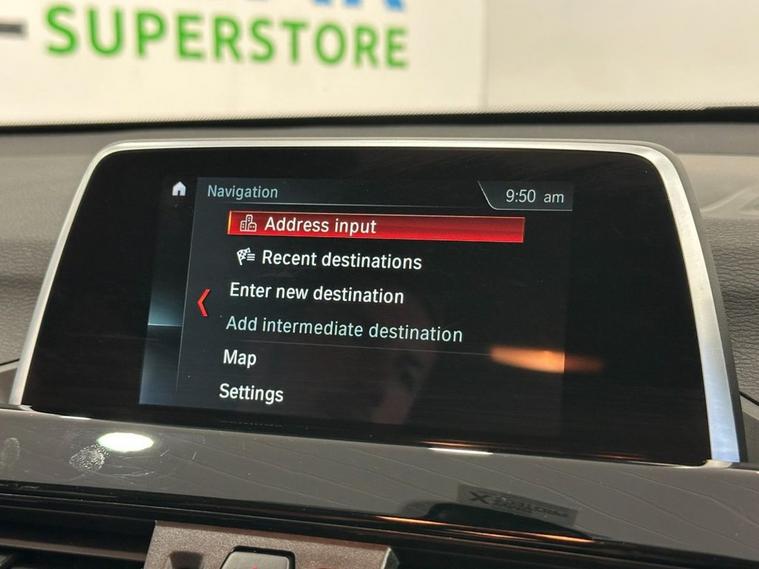 SUPERSTORE
Navigation
9:50 am
Address input
Recent destinations
Enter new destination
Add intermediate destination
Map
Settings